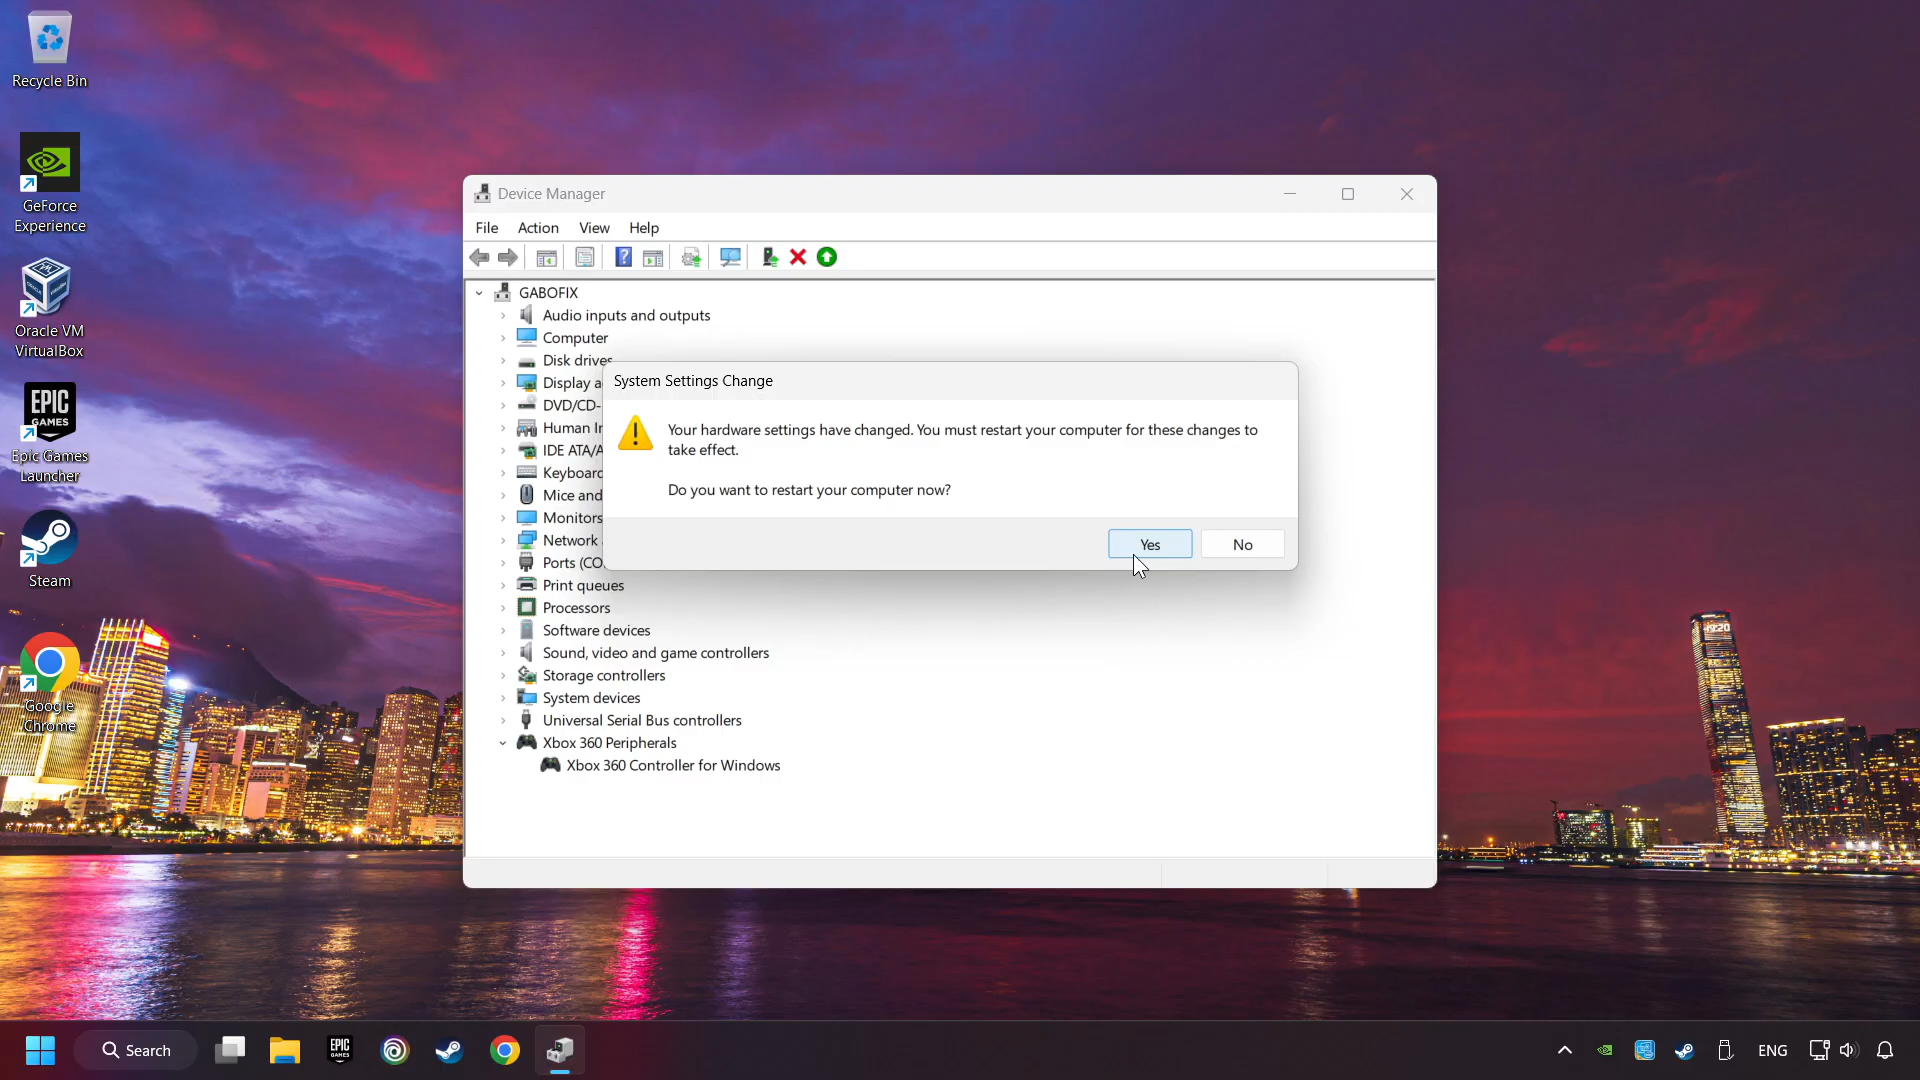 Recycle Bin
GeForce
Experience
Oracle VM
VirtualBox
EPIC
GAMES
Epic Games
Launcher
Steam
Google
Chrome
Device Manager
File Action View Help
GABOFIX
Audio inputs and outputs
Computer
Disk drives
Display a
DVD/CD-
Human In
IDE ATA/A
Keyboard
Mice and
Monitors
Network
Ports (CO
Print queues
Processors
Software devices
Sound, video and game controllers
Storage controllers
System devices
Universal Serial Bus controllers
Xbox 360 Peripherals
Xbox 360 Controller for Windows
System Settings Change
Your hardware settings have changed. You must restart your computer for these changes to
take effect.
Do you want to restart your computer now?
Yes No
19:20
Search
EPIC
GAMES
ENG